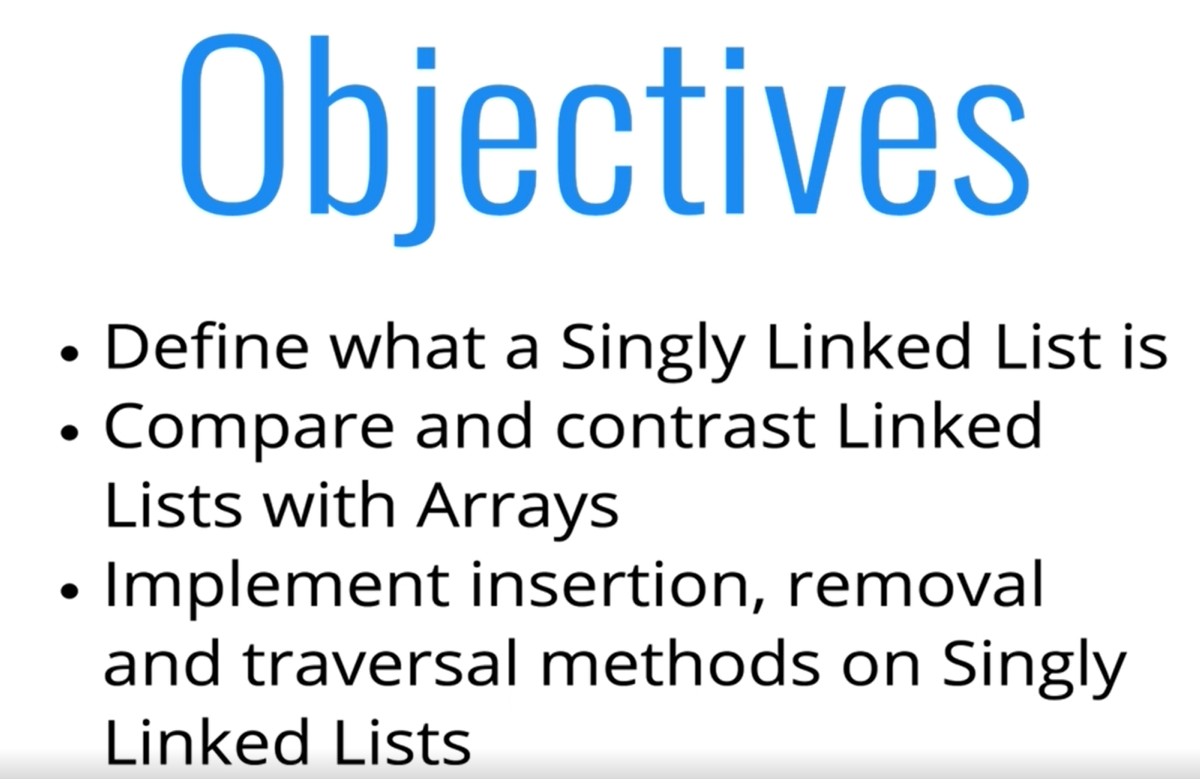 Objectives
• Define what a Singly Linked List is
• Compare and contrast Linked
Lists with Arrays
• Implement insertion, removal
and traversal methods on Singly
Linked Lists